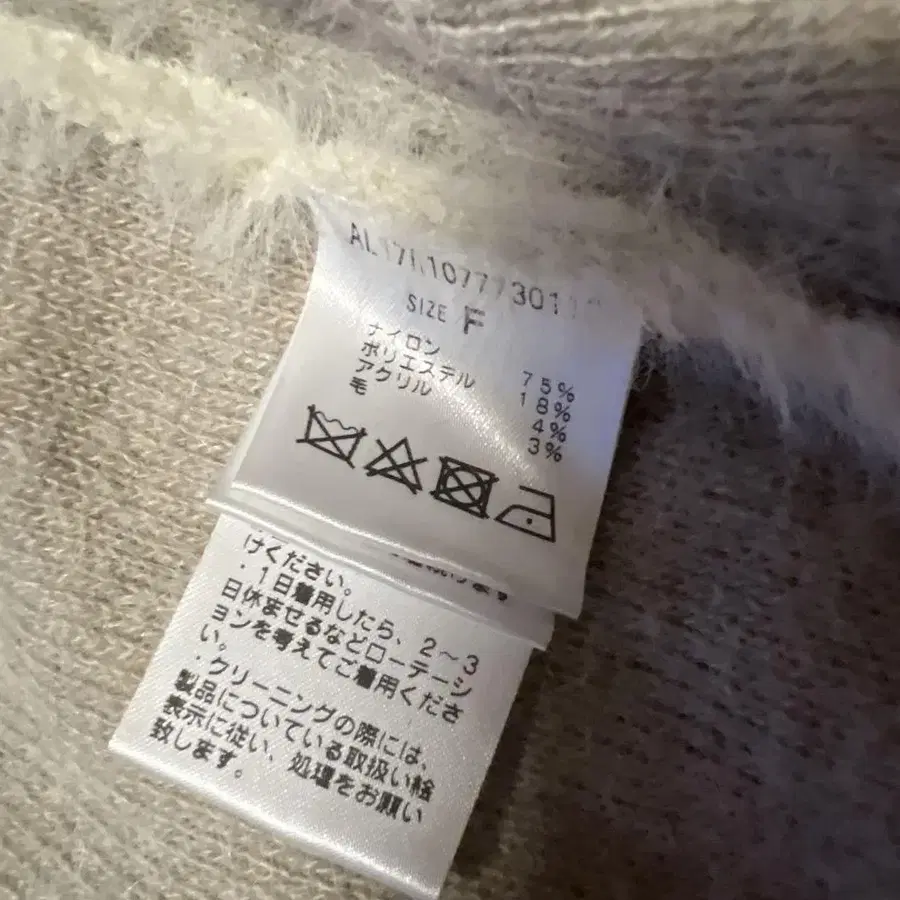 SIZE F
ナイロン 75%
ポリエステル 18%
アクリル 4%
毛 3%
けください。
・1日着用したら、2～3
日休ませるなどローテーシ
ョンを考えてご着用くださ
い。
・クリーニングの際には、
製品についている取扱い絵
表示に従い、処理をお願い
致します。